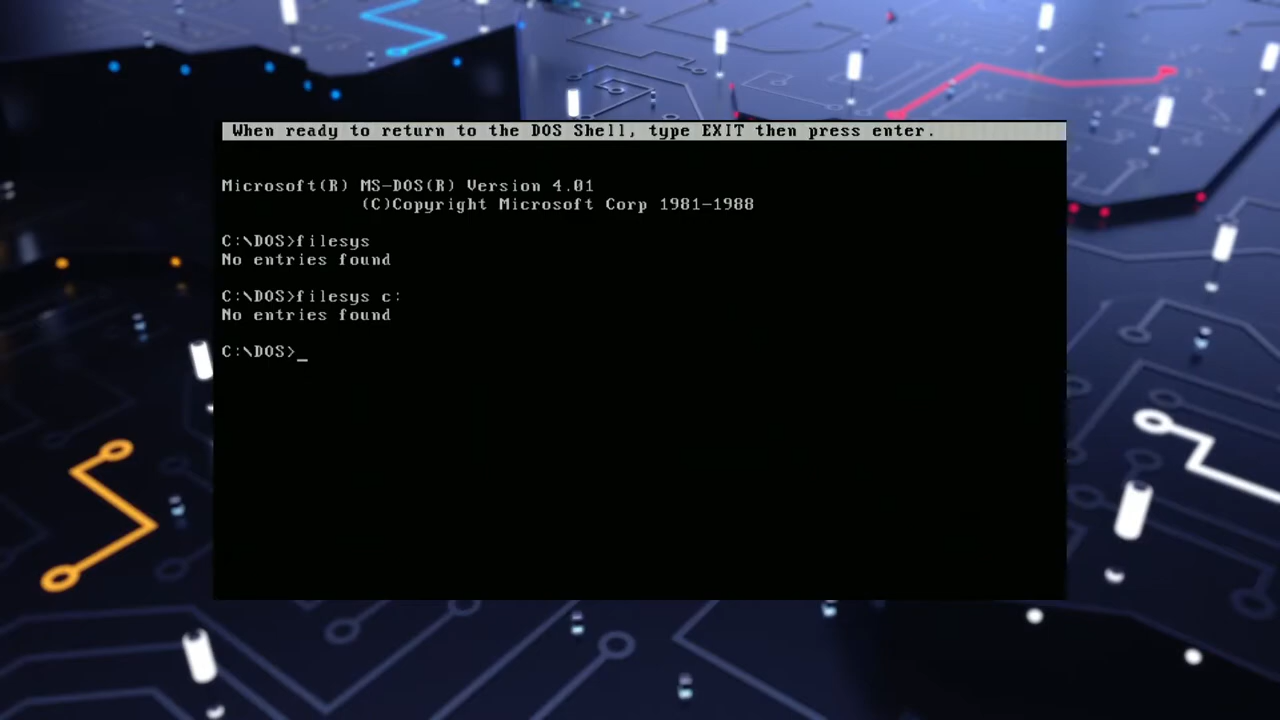 When ready to return to the DOS Shell, type EXIT then press enter.
Microsoft(R) MS-DOS(R) Version 4.01
(C)Copyright Microsoft Corp 1981-1988
C:\DOS>filesys
No entries found
C:\DOS>filesys c:
No entries found
C:\DOS>_